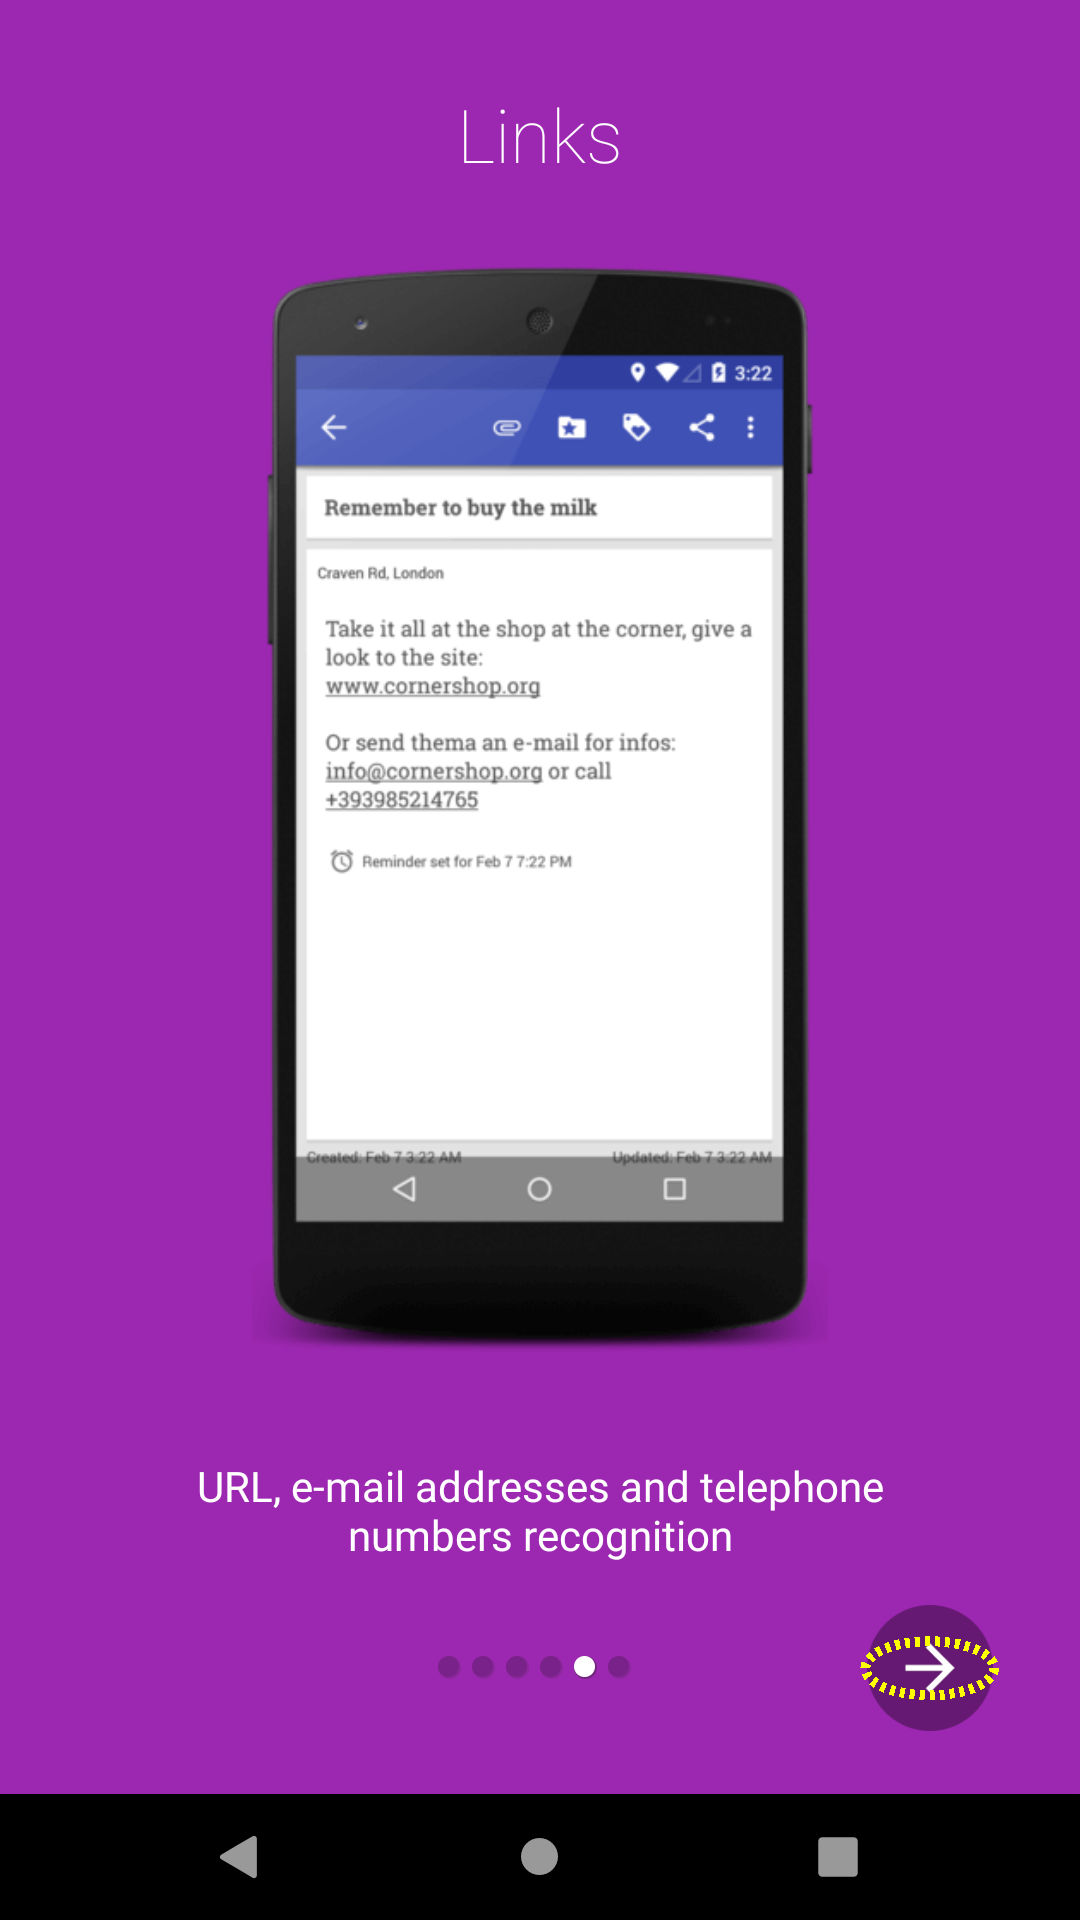 Links
3:22
Remember to buy the milk
Craven Rd, London
Take it all at the shop at the corner, give a
look to the site:
www.cornershop.org
Or send thema an e-mail for infos:
info@cornershop.org or call
+393985214765
Reminder set for Feb 7 7:22 PM
Created: Feb 7 3:22 AM
Updated: Feb 7 3:22 AM
URL, e-mail addresses and telephone
numbers recognition